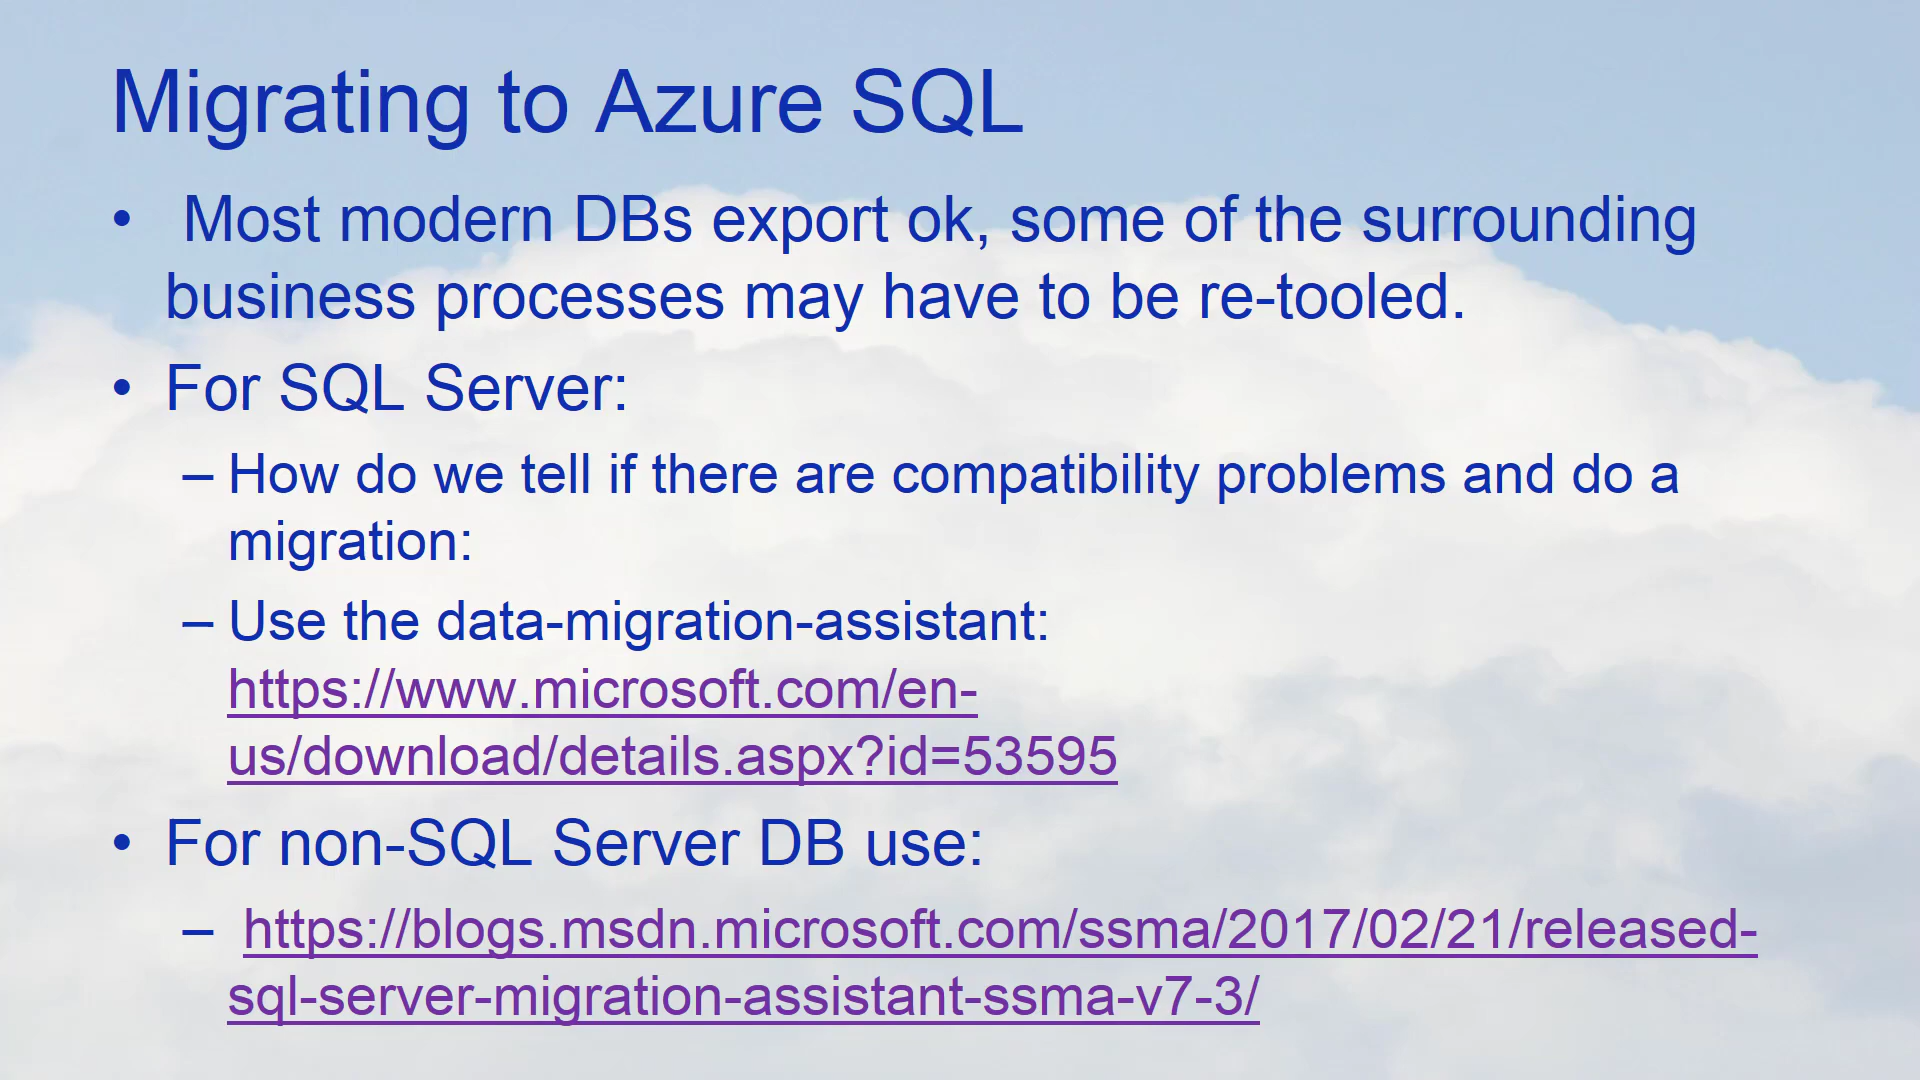 Migrating to Azure SQL
• Most modern DBs export ok, some of the surrounding
business processes may have to be re-tooled.
• For SQL Server:
– How do we tell if there are compatibility problems and do a
migration:
– Use the data-migration-assistant:
https://www.microsoft.com/en-
us/download/details.aspx?id=53595
• For non-SQL Server DB use:
– https://blogs.msdn.microsoft.com/ssma/2017/02/21/released-
sql-server-migration-assistant-ssma-v7-3/